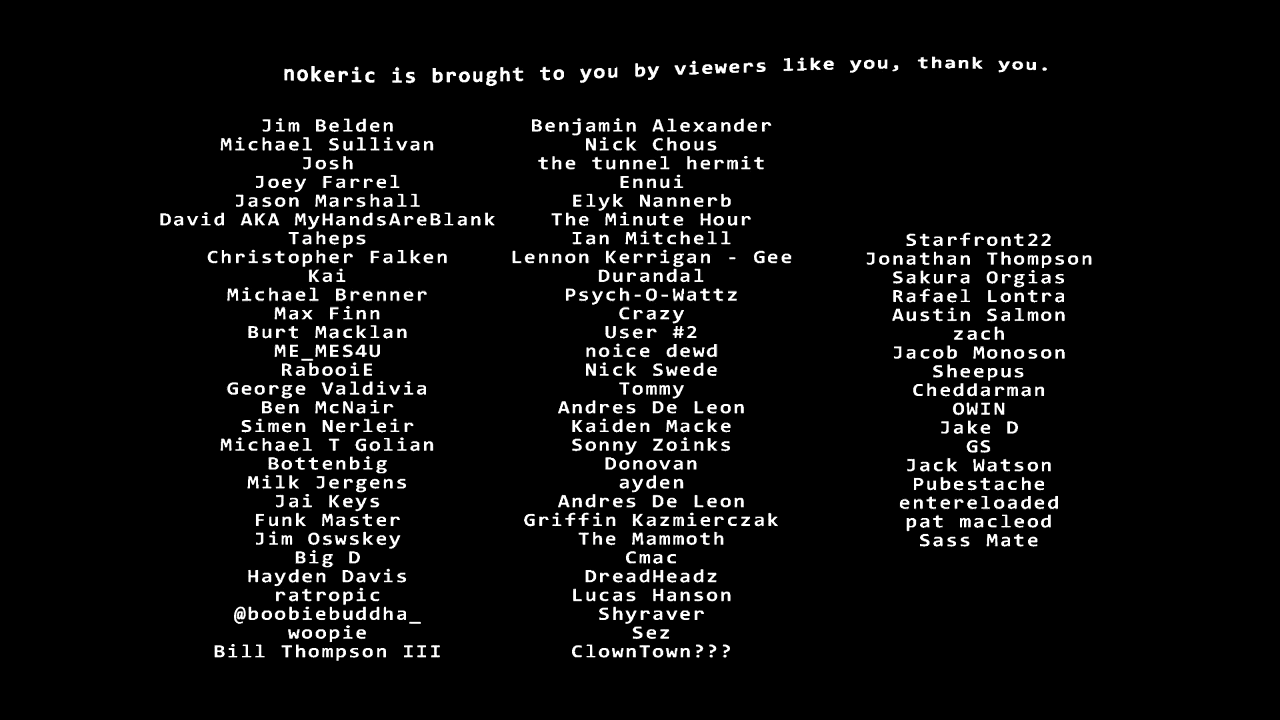 nokeric is brought to you by viewers like you, thank you.
Jim Belden
Michael Sullivan
Josh
Joey Farrel
Jason Marshall
David AKA MyHandsAreBlank
Taheps
Christopher Falken
Kai
Michael Brenner
Max Finn
Burt Macklan
ME_MES4U
RabooiE
George Valdivia
Ben McNair
Simen Nerleir
Michael T Golian
Bottenbig
Milk Jergens
Jai Keys
Funk Master
Jim Oswskey
Big D
Hayden Davis
ratropic
@boobiebuddha_
woopie
Bill Thompson III
Benjamin Alexander
Nick Chous
the tunnel hermit
Ennui
Elyk Nannerb
The Minute Hour
Ian Mitchell
Lennon Kerrigan - Gee
Durandal
Psych-O-Wattz
Crazy
User #2
noice dewd
Nick Swede
Tommy
Andres De Leon
Kaiden Macke
Sonny Zoinks
Donovan
ayden
Andres De Leon
Griffin Kazmierczak
The Mammoth
Cmac
DreadHeadz
Lucas Hanson
Shyraver
Sez
ClownTown???
Starfront22
Jonathan Thompson
Sakura Orgias
Rafael Lontra
Austin Salmon
zach
Jacob Monoson
Sheepus
Cheddarman
OWIN
Jake D
GS
Jack Watson
Pubestache
entereloaded
pat macleod
Sass Mate